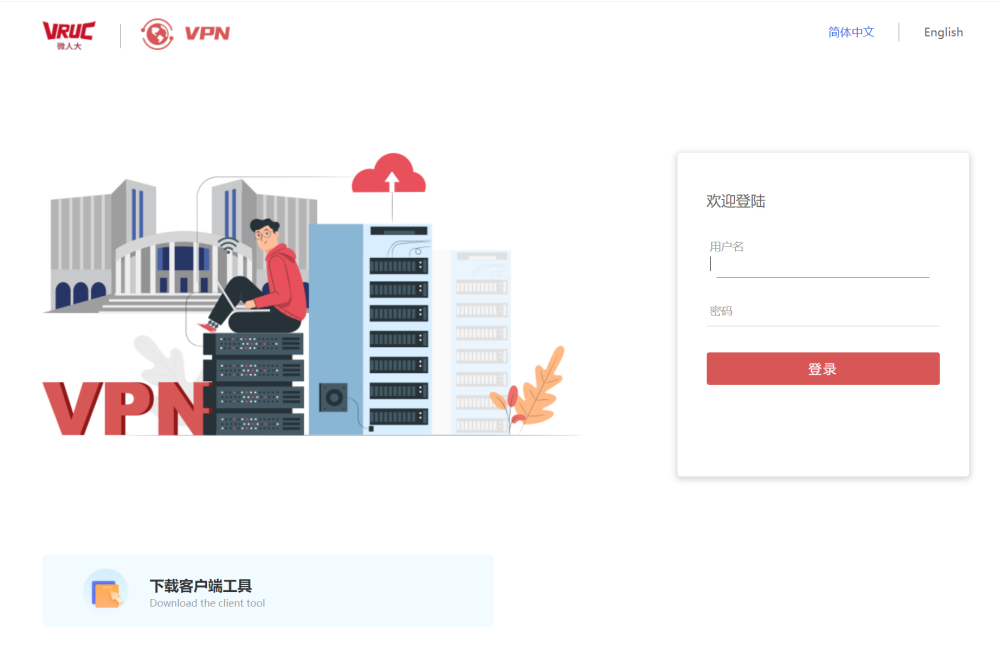 VRUC
微人大
VPN
简体中文
English
欢迎登陆
用户名
密码
登录
VPN
下载客户端工具
Download the client tool